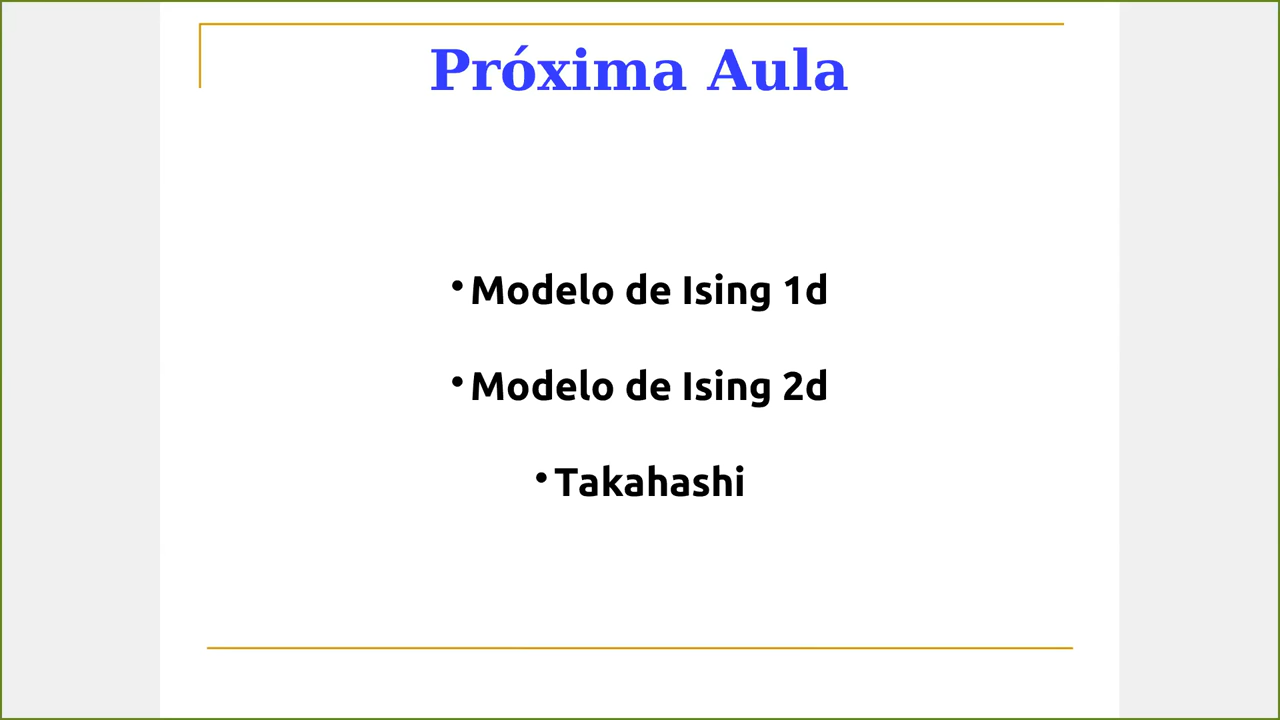 Próxima Aula
• Modelo de Ising 1d
• Modelo de Ising 2d
• Takahashi